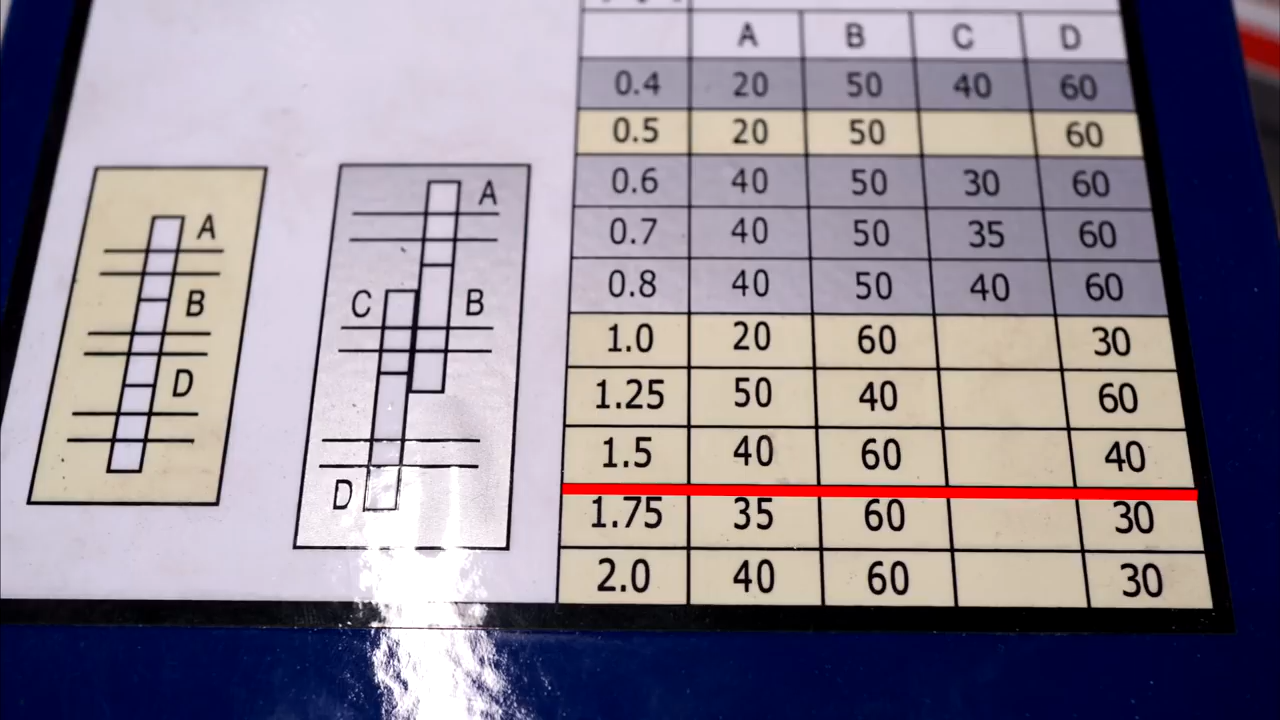 A B C D
0.4 20 50 40 60
0.5 20 50 60
0.6 40 50 30 60
0.7 40 50 35 60
0.8 40 50 40 60
1.0 20 60 30
1.25 50 40 60
1.5 40 60 40
1.75 35 60 30
2.0 40 60 30
A
B
D
A
C B
D